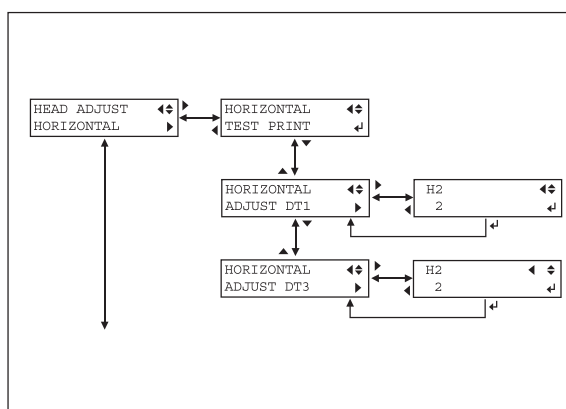 HEAD ADJUST
HORIZONTAL
HORIZONTAL
TEST PRINT
HORIZONTAL
ADJUST DT1
H2
2
HORIZONTAL
ADJUST DT3
H2
2